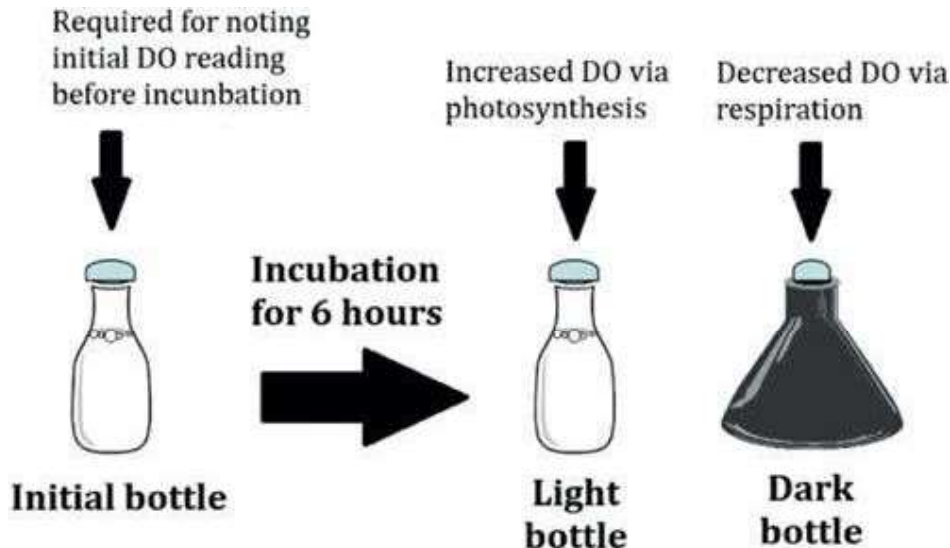 Required for noting
initial DO reading
before incunbation
Increased DO via
photosynthesis
Decreased DO via
respiration
Incubation
for 6 hours
Initial bottle
Light
bottle
Dark
bottle